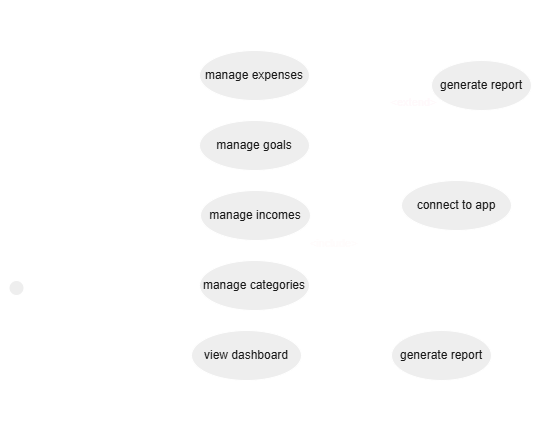 manage expenses
generate report
manage goals
connect to app
manage incomes
manage categories
view dashboard
generate report